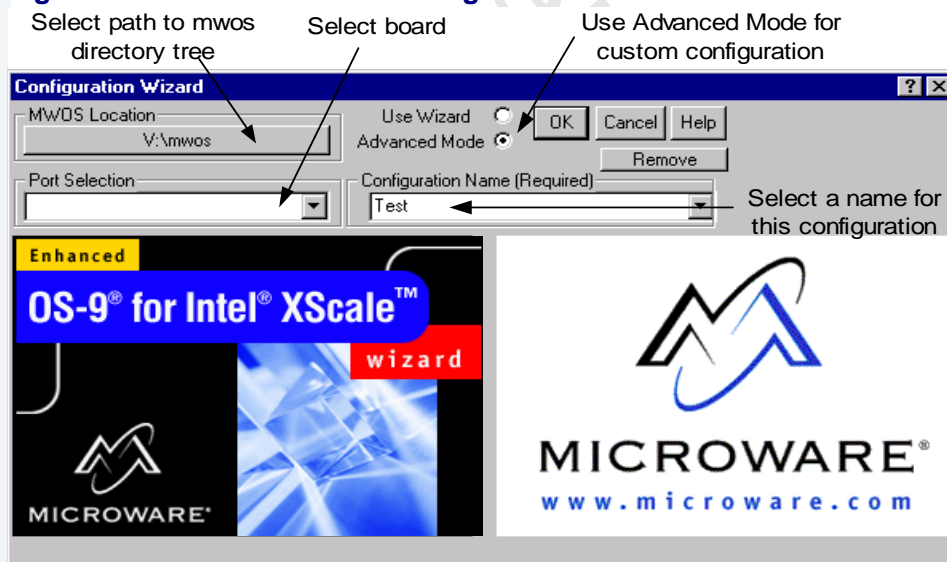 Select path to mwos
directory tree
Select board
Use Advanced Mode for
custom configuration
Configuration Wizard
MWOS Location
V:\mwos
Use Wizard
Advanced Mode
OK
Cancel
Help
Remove
Port Selection
Configuration Name (Required)
Test
Select a name for
this configuration
Enhanced
OS-9® for Intel® XScale™
wizard
MICROWARE®
MICROWARE®
www.microware.com